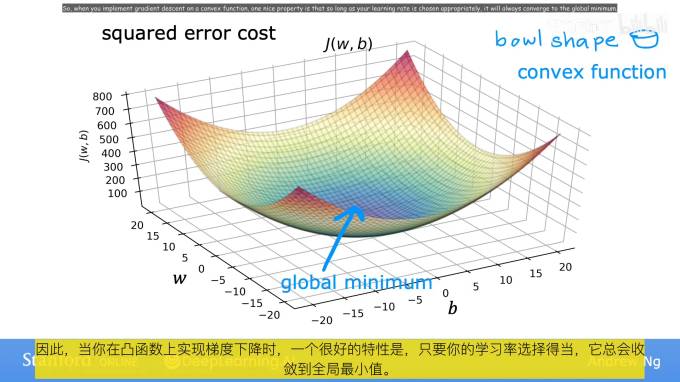 So, when you implement gradient descent on a convex function, one nice property is that so long as your learning rate is chosen appropriately, it will always converge to the global minimum.
squared error cost
J(w, b)
bowl shape
convex function
bilibili
800
700
600
500
400
300
200
100
J(w, b)
20
15
10
5
0
−5
−10
−15
−20
w
−20
−15
−10
−5
0
5
10
15
20
b
global minimum
Stanford ONLINE
DeepLearning.AI
Andrew Ng
因此，当你在凸函数上实现梯度下降时，一个很好的特性是，只要你的学习率选择得当，它总会收
敛到全局最小值。